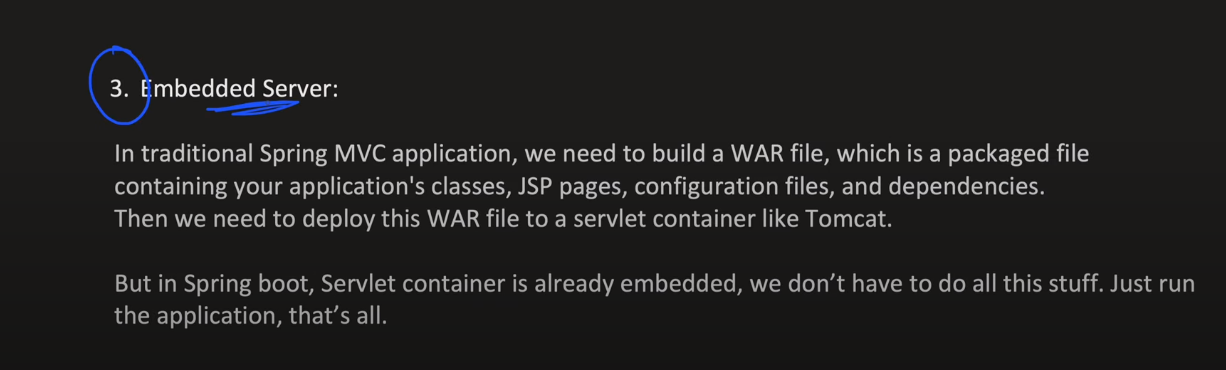 3. Embedded Server:
In traditional Spring MVC application, we need to build a WAR file, which is a packaged file
containing your application's classes, JSP pages, configuration files, and dependencies.
Then we need to deploy this WAR file to a servlet container like Tomcat.
But in Spring boot, Servlet container is already embedded, we don’t have to do all this stuff. Just run
the application, that’s all.